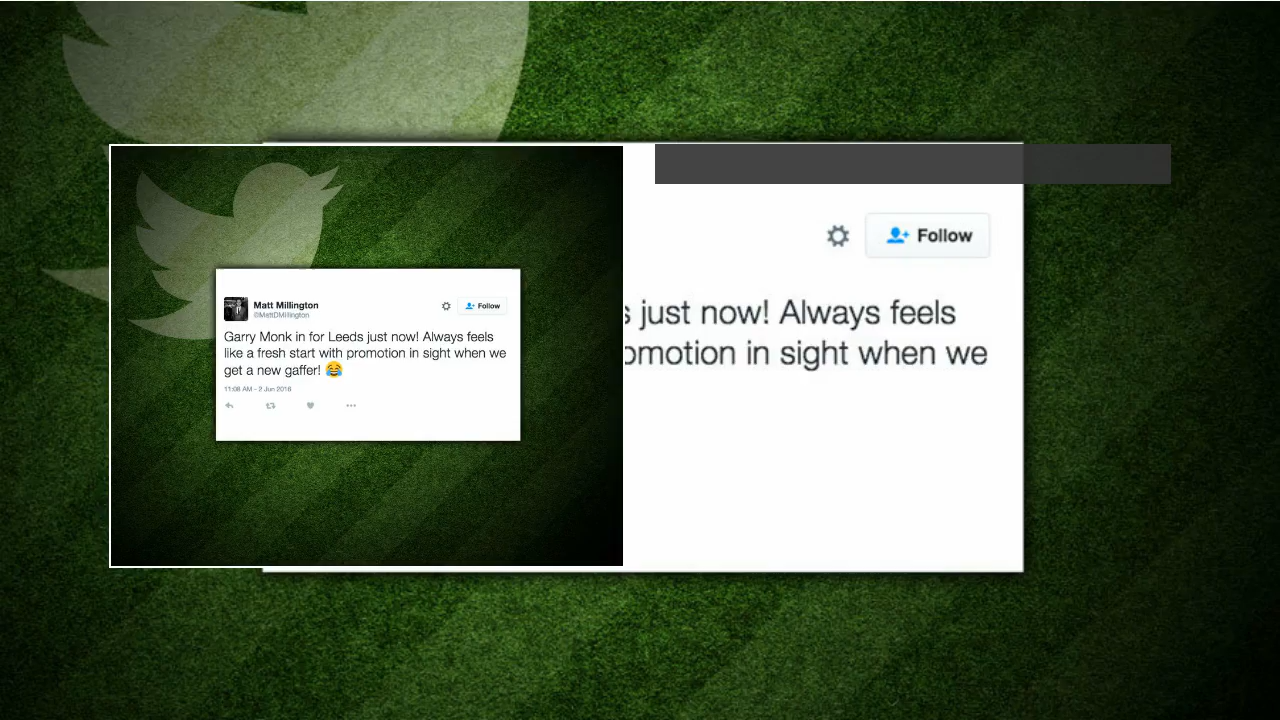 Matt Millington
@MattDMillington
Follow
Garry Monk in for Leeds just now! Always feels
like a fresh start with promotion in sight when we
get a new gaffer! 😂
11:08 AM - 2 Jun 2016
Follow
s just now! Always feels
omotion in sight when we